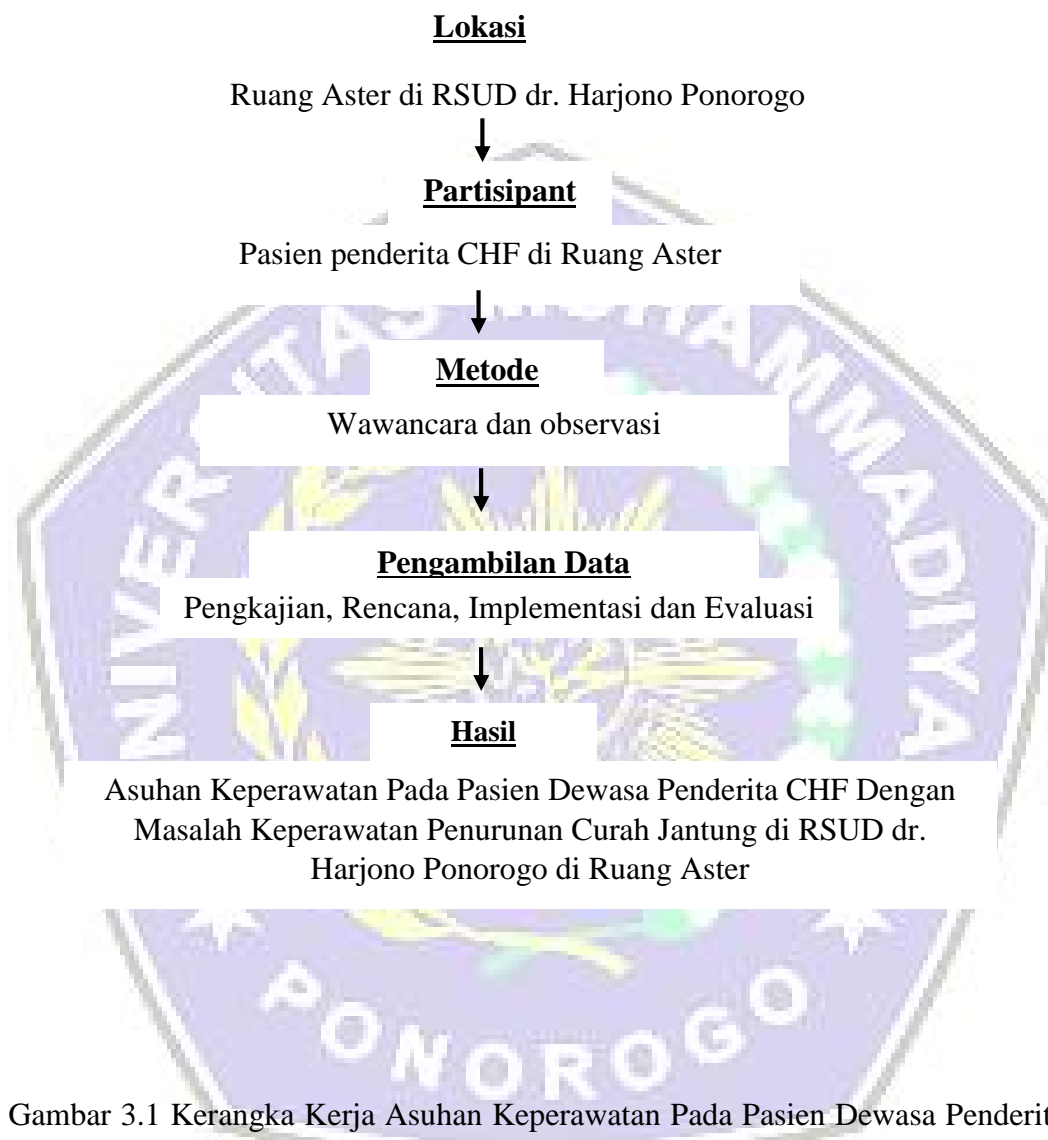 Lokasi
Ruang Aster di RSUD dr. Harjono Ponorogo
Partisipant
Pasien penderita CHF di Ruang Aster
Metode
Wawancara dan observasi
Pengambilan Data
Pengkajian, Rencana, Implementasi dan Evaluasi
Hasil
Asuhan Keperawatan Pada Pasien Dewasa Penderita CHF Dengan
Masalah Keperawatan Penurunan Curah Jantung di RSUD dr.
Harjono Ponorogo di Ruang Aster
PONOROGO
Gambar 3.1 Kerangka Kerja Asuhan Keperawatan Pada Pasien Dewasa Penderit